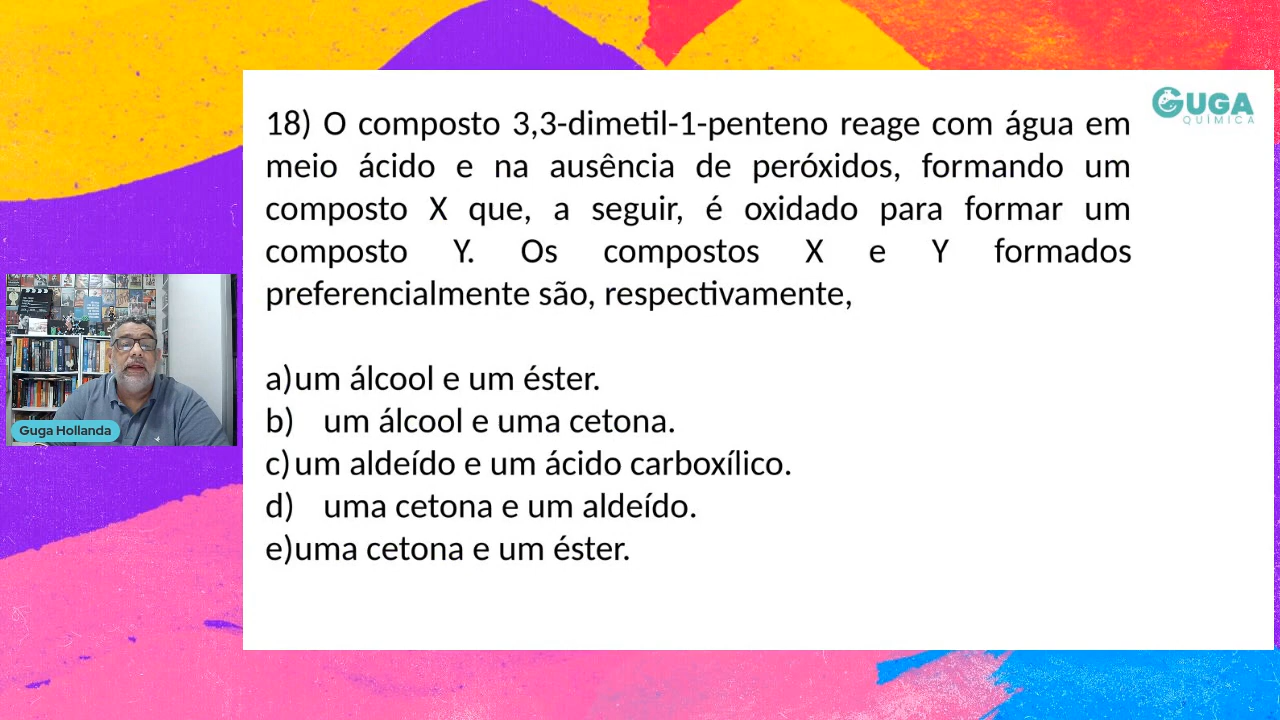 GUGA
QUÍMICA
18) O composto 3,3-dimetil-1-penteno reage com água em
meio ácido e na ausência de peróxidos, formando um
composto X que, a seguir, é oxidado para formar um
composto Y. Os compostos X e Y formados
preferencialmente são, respectivamente,
a)um álcool e um éster.
b) um álcool e uma cetona.
c)um aldeído e um ácido carboxílico.
d) uma cetona e um aldeído.
e)uma cetona e um éster.
Guga Hollanda